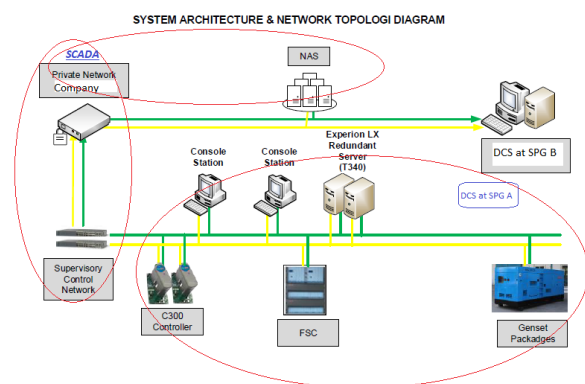 SYSTEM ARCHITECTURE & NETWORK TOPOLOGI DIAGRAM
SCADA
Private Network
Company
NAS
DCS at SPG B
Console
Station
Console
Station
Experion LX
Redundant
Server
(T340)
DCS at SPG A
Supervisory
Control
Network
C300
Controller
FSC
Genset
Packadges